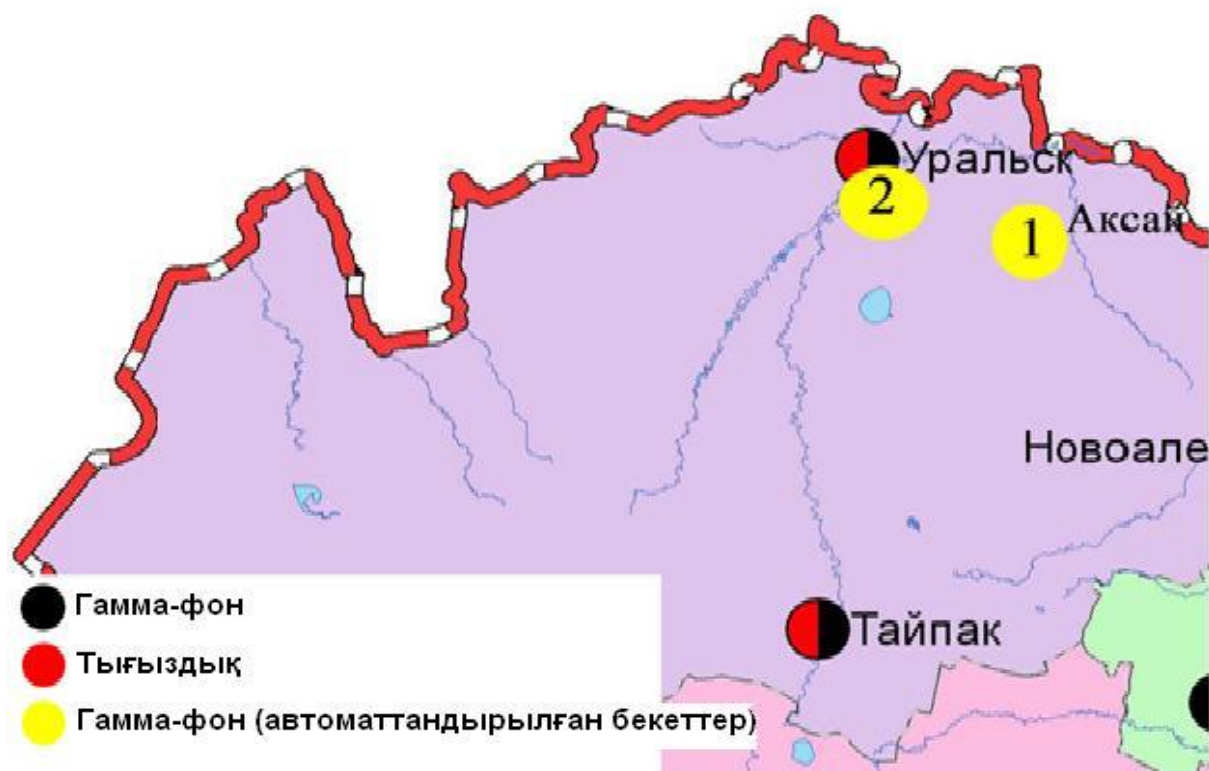 Уральск
2
1
Аксай
Новоале
Тайпак
Гамма-фон
Тығыздық
Гамма-фон (автоматтандырылған бекеттер)